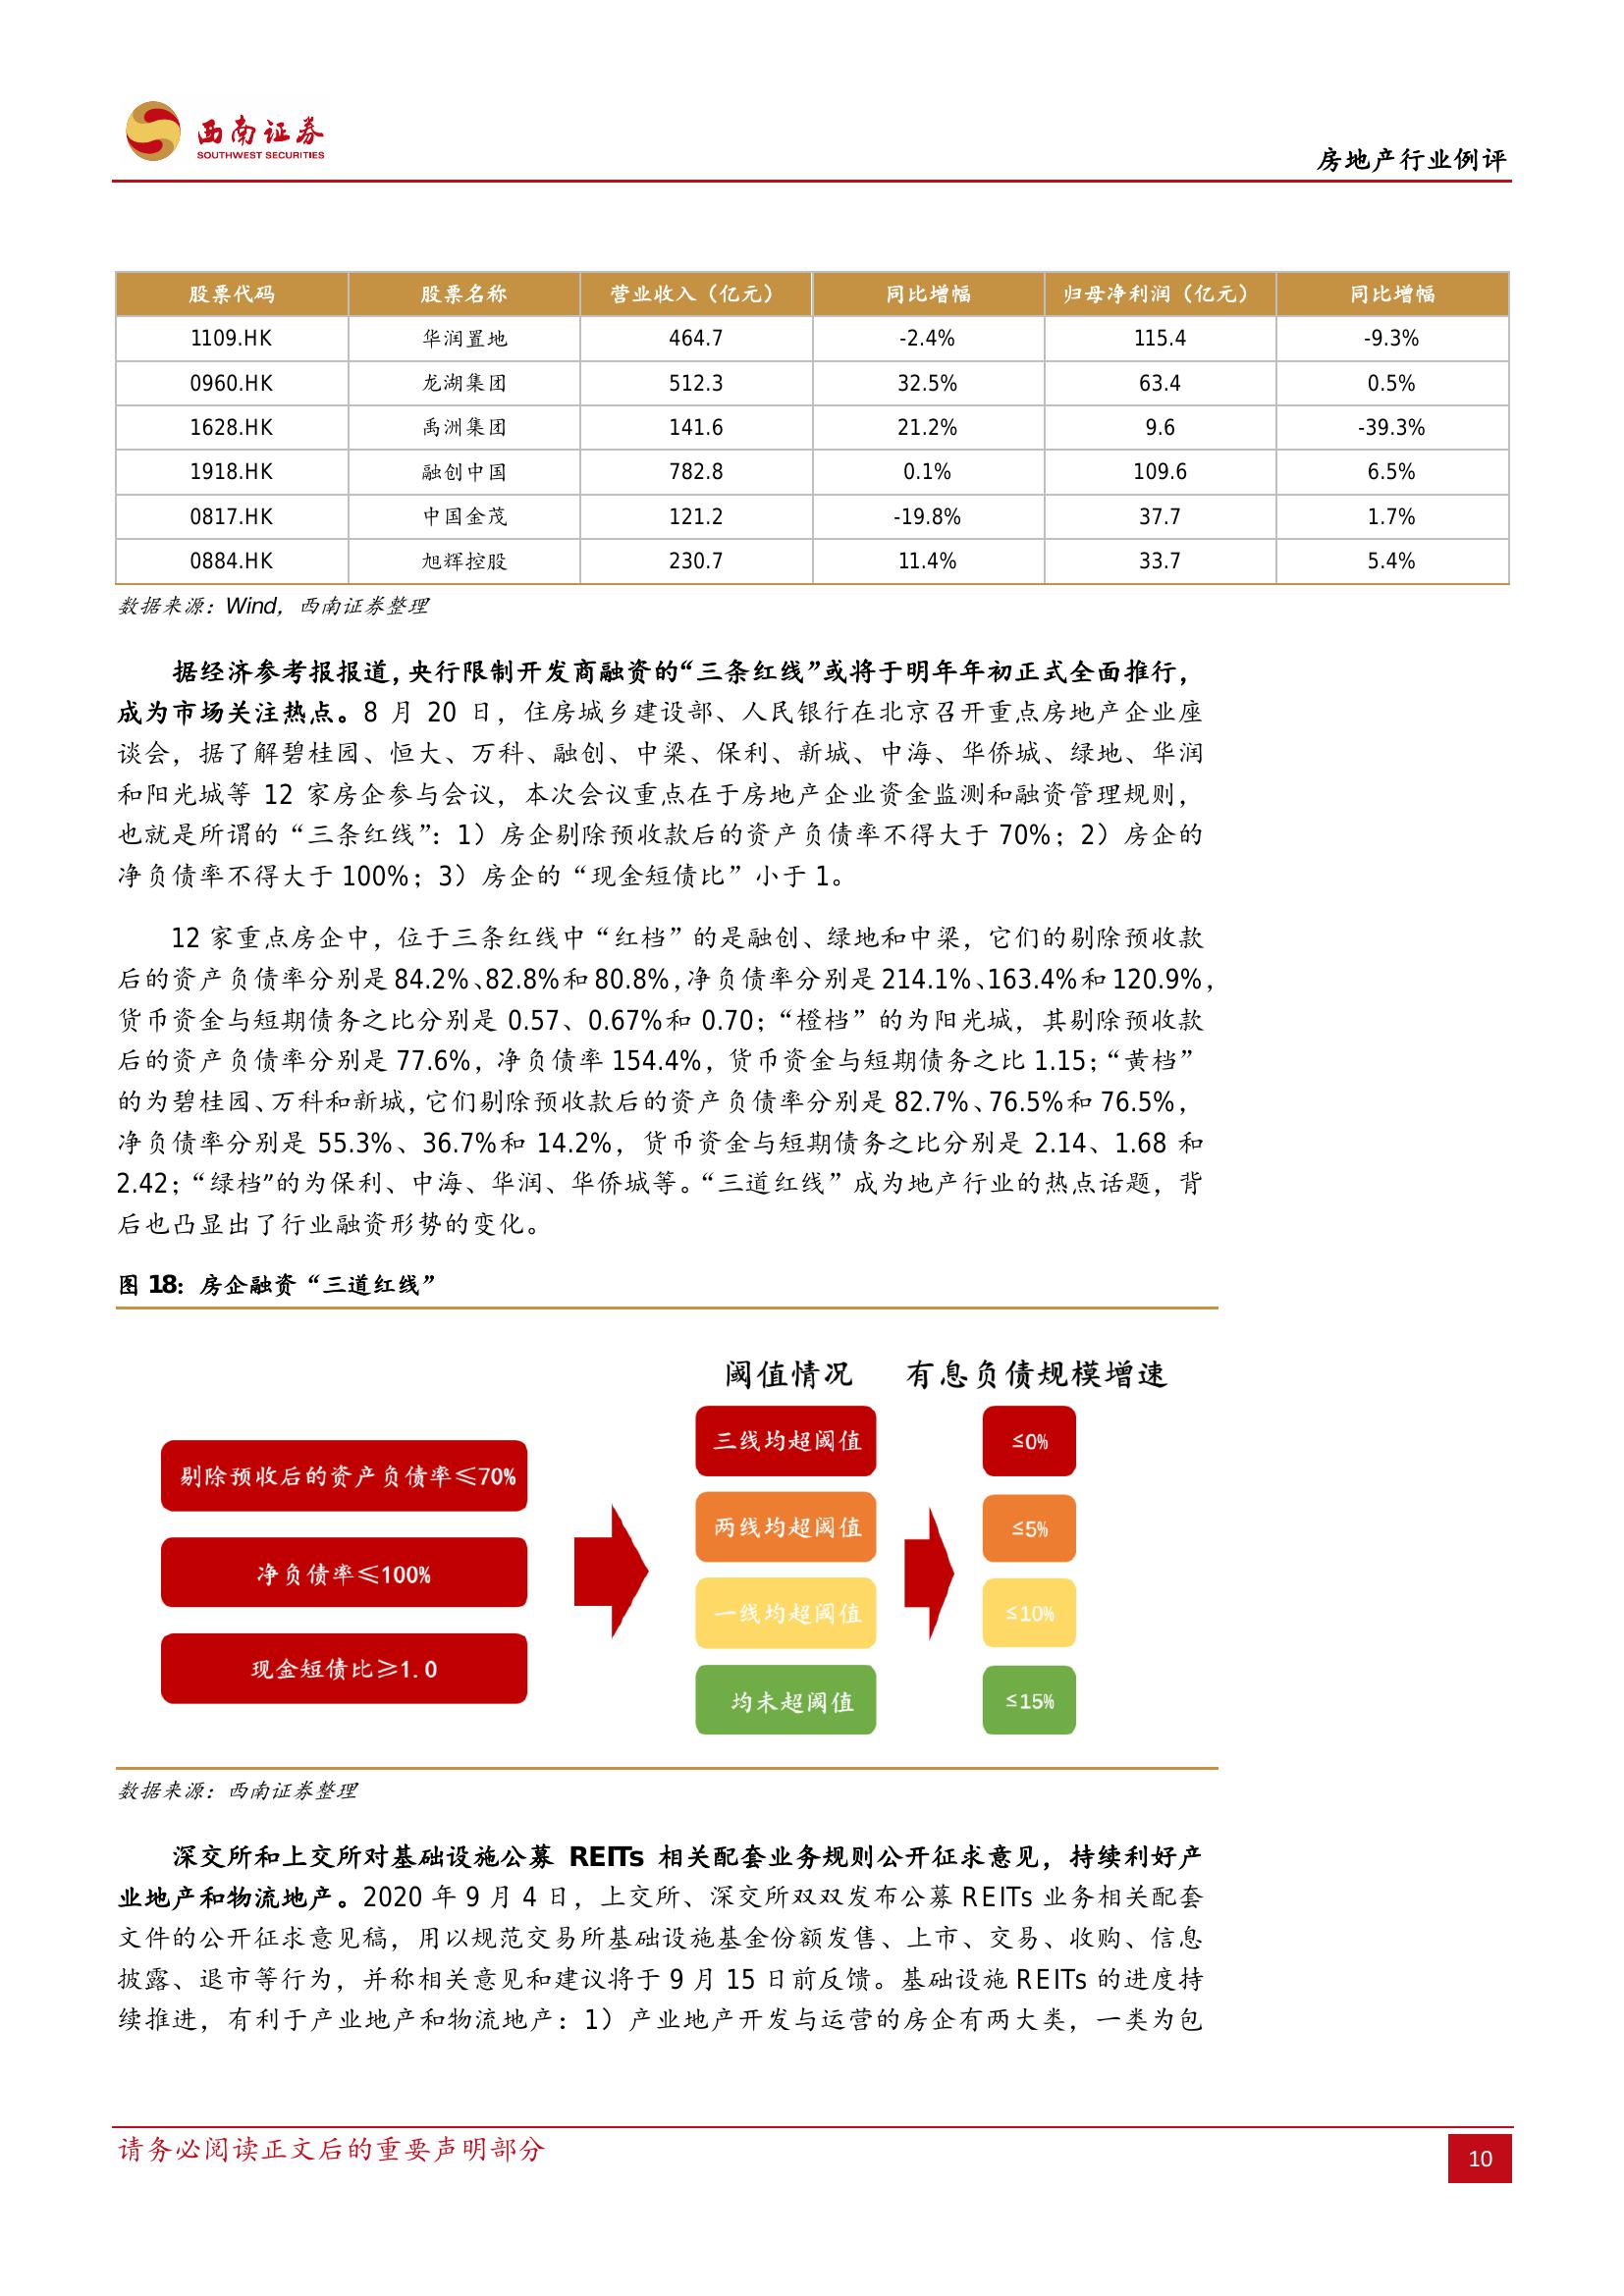 西南证券
SOUTHWEST SECURITIES
房地产行业例评
股票代码 股票名称 营业收入（亿元） 同比增幅 归母净利润（亿元） 同比增幅
1109.HK 华润置地 464.7 -2.4% 115.4 -9.3%
0960.HK 龙湖集团 512.3 32.5% 63.4 0.5%
1628.HK 禹洲集团 141.6 21.2% 9.6 -39.3%
1918.HK 融创中国 782.8 0.1% 109.6 6.5%
0817.HK 中国金茂 121.2 -19.8% 37.7 1.7%
0884.HK 旭辉控股 230.7 11.4% 33.7 5.4%
数据来源：Wind，西南证券整理
据经济参考报报道，央行限制开发商融资的“三条红线”或将于明年年初正式全面推行，
成为市场关注热点。8 月 20 日，住房城乡建设部、人民银行在北京召开重点房地产企业座
谈会，据了解碧桂园、恒大、万科、融创、中梁、保利、新城、中海、华侨城、绿地、华润
和阳光城等 12 家房企参与会议，本次会议重点在于房地产企业资金监测和融资管理规则，
也就是所谓的“三条红线”：1）房企剔除预收款后的资产负债率不得大于 70%；2）房企的
净负债率不得大于 100%；3）房企的“现金短债比”小于 1。
12 家重点房企中，位于三条红线中“红档”的是融创、绿地和中梁，它们的剔除预收款
后的资产负债率分别是 84.2%、82.8%和 80.8%，净负债率分别是 214.1%、163.4%和 120.9%，
货币资金与短期债务之比分别是 0.57、0.67%和 0.70；“橙档”的为阳光城，其剔除预收款
后的资产负债率分别是 77.6%，净负债率 154.4%，货币资金与短期债务之比 1.15；“黄档”
的为碧桂园、万科和新城，它们剔除预收款后的资产负债率分别是 82.7%、76.5%和 76.5%，
净负债率分别是 55.3%、36.7%和 14.2%，货币资金与短期债务之比分别是 2.14、1.68 和
2.42；“绿档”的为保利、中海、华润、华侨城等。“三道红线”成为地产行业的热点话题，背
后也凸显出了行业融资形势的变化。
图 18：房企融资“三道红线”
阈值情况 有息负债规模增速
剔除预收后的资产负债率≤70%
净负债率≤100%
现金短债比≥1.0
三线均超阈值 ≤0%
两线均超阈值 ≤5%
一线均超阈值 ≤10%
均未超阈值 ≤15%
数据来源：西南证券整理
深交所和上交所对基础设施公募 REITs 相关配套业务规则公开征求意见，持续利好产
业地产和物流地产。2020 年 9 月 4 日，上交所、深交所双双发布公募 REITs 业务相关配套
文件的公开征求意见稿，用以规范交易所基础设施基金份额发售、上市、交易、收购、信息
披露、退市等行为，并称相关意见和建议将于 9 月 15 日前反馈。基础设施 REITs 的进度持
续推进，有利于产业地产和物流地产：1）产业地产开发与运营的房企有两大类，一类为包
请务必阅读正文后的重要声明部分
10